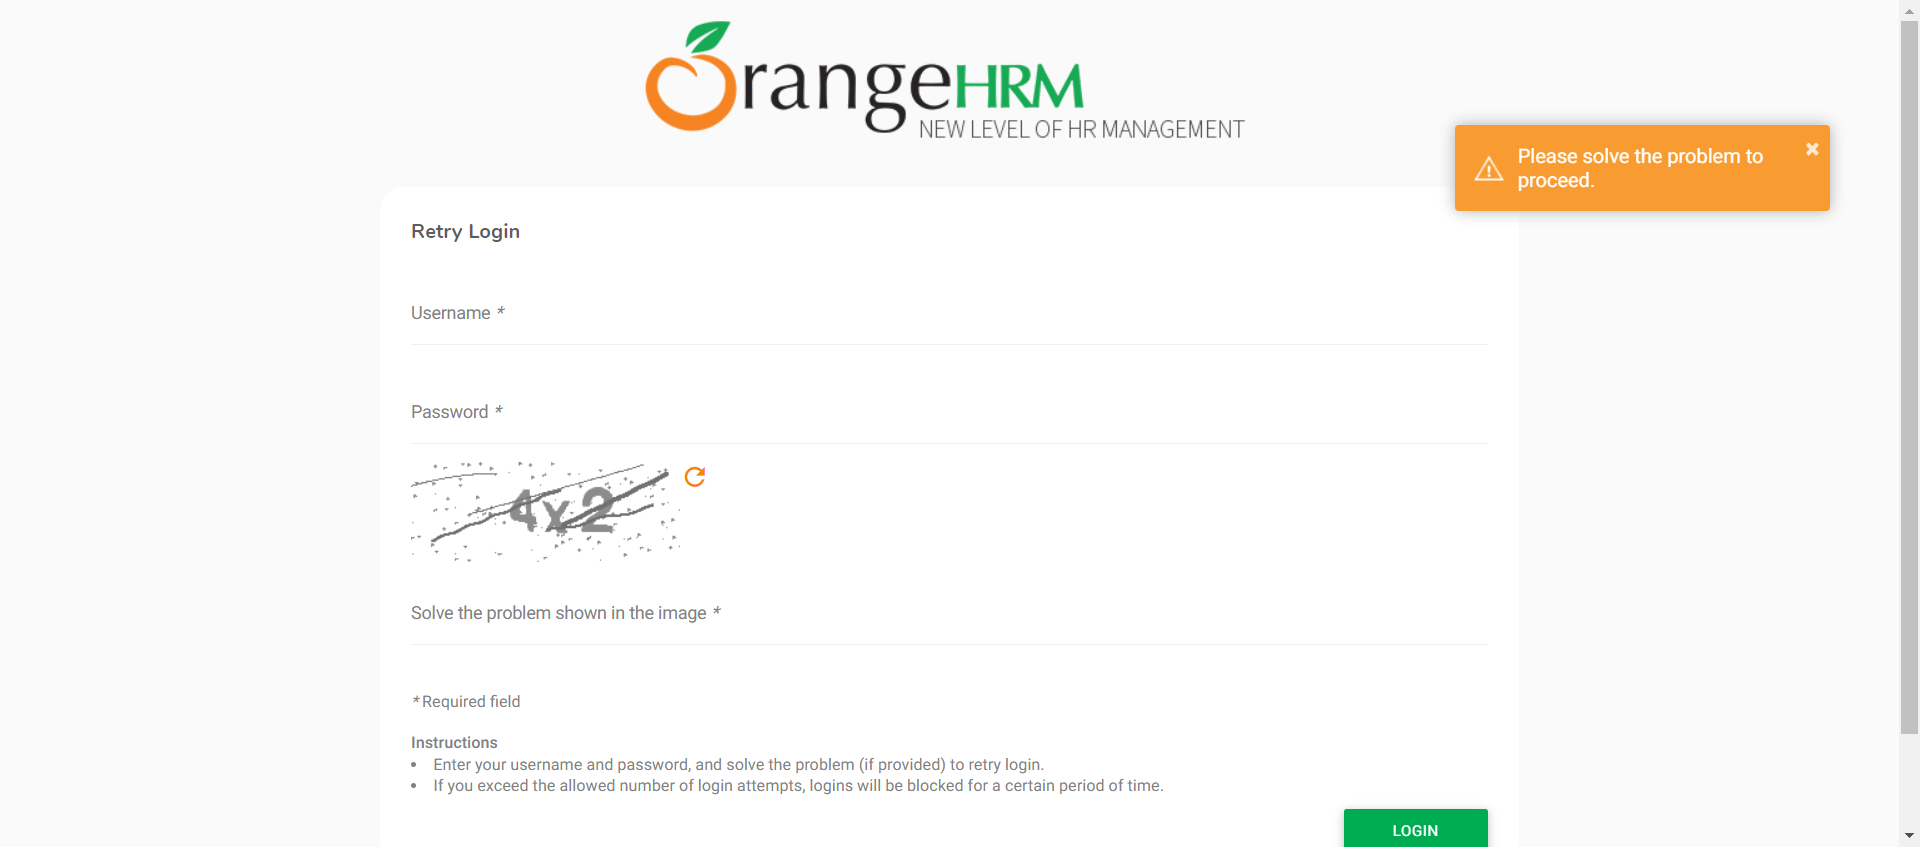 OrangeHRM
NEW LEVEL OF HR MANAGEMENT
Please solve the problem to
proceed.
Retry Login
Username *
Password *
Solve the problem shown in the image *
* Required field
Instructions
• Enter your username and password, and solve the problem (if provided) to retry login.
• If you exceed the allowed number of login attempts, logins will be blocked for a certain period of time.
LOGIN